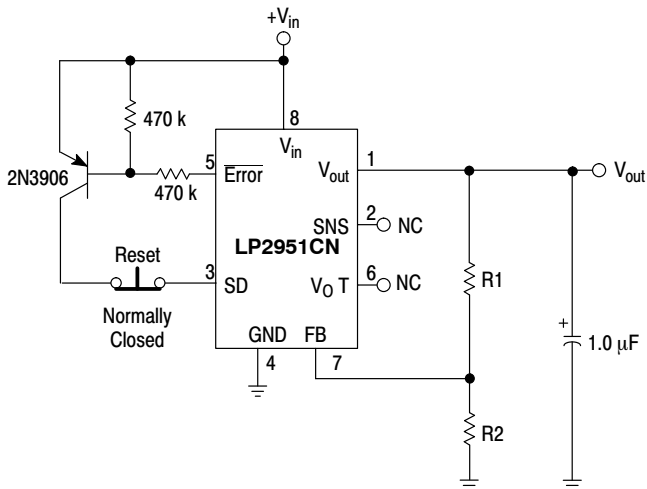 +Vin
470 k
8
Vin
5
Error
1
Vout
Vout
2N3906
470 k
SNS
2
NC
LP2951CN
Reset
3
SD
VO T
6
NC
R1
Normally
Closed
GND
FB
4
7
+
1.0 μF
R2